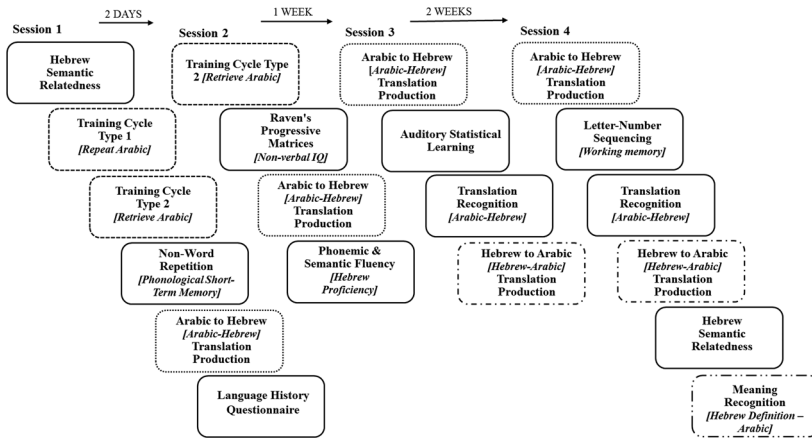 2 DAYS
1 WEEK
2 WEEKS
Session 1
Hebrew
Semantic
Relatedness
Training Cycle
Type 1
[Repeat Arabic]
Training Cycle
Type 2
[Retrieve Arabic]
Non-Word
Repetition
[Phonological Short-
Term Memory]
Arabic to Hebrew
[Arabic-Hebrew]
Translation
Production
Language History
Questionnaire
Session 2
Training Cycle Type
2 [Retrieve Arabic]
Raven's
Progressive
Matrices
[Non-verbal IQ]
Arabic to Hebrew
[Arabic-Hebrew]
Translation
Production
Phonemic &
Semantic Fluency
[Hebrew
Proficiency]
Session 3
Arabic to Hebrew
[Arabic-Hebrew]
Translation
Production
Auditory Statistical
Learning
Translation
Recognition
[Arabic-Hebrew]
Hebrew to Arabic
[Hebrew-Arabic]
Translation
Production
Session 4
Arabic to Hebrew
[Arabic-Hebrew]
Translation
Production
Letter-Number
Sequencing
[Working memory]
Translation
Recognition
[Arabic-Hebrew]
Hebrew to Arabic
[Hebrew-Arabic]
Translation
Production
Hebrew
Semantic
Relatedness
Meaning
Recognition
[Hebrew Definition –
Arabic]